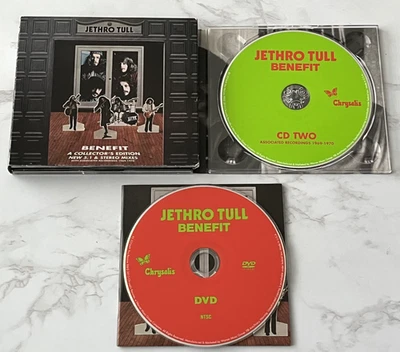 JETHRO TULL
BENEFIT
A COLLECTOR'S EDITION
NEW 5.1 & STEREO MIXES
JETHRO TULL
BENEFIT
Chrysalis
CD TWO
ASSOCIATED RECORDINGS, 1969-1970
JETHRO TULL
BENEFIT
Chrysalis
DVD
DVD